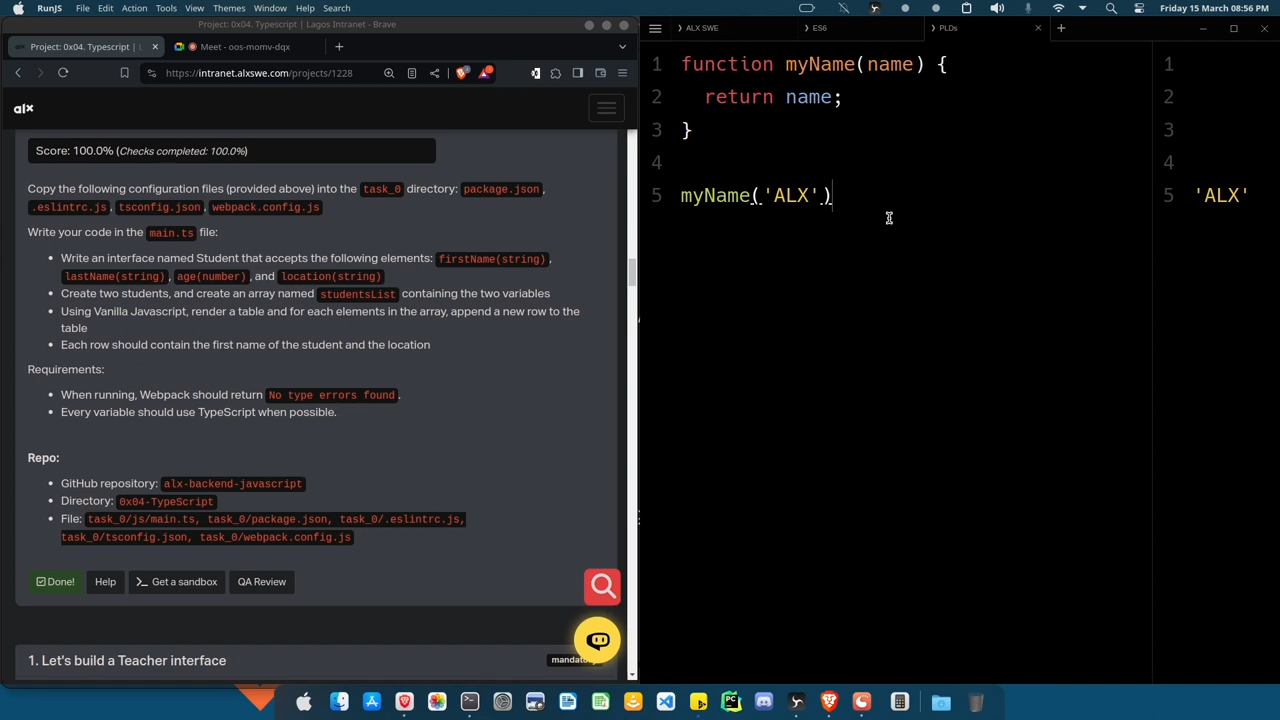 RunJS File Edit Action Tools View Themes Window Help Search Friday 15 March 08:56 PM
Project: 0x04. Typescript | Lagos Intranet - Brave
Project: 0x04. Typescript | L
Meet - oos-momv-dqx
https://intranet.alxswe.com/projects/1228
alx
Score: 100.0% (Checks completed: 100.0%)
Copy the following configuration files (provided above) into the task_0 directory: package.json,
.eslintrc.js, tsconfig.json, webpack.config.js
Write your code in the main.ts file:
• Write an interface named Student that accepts the following elements: firstName(string),
lastName(string), age(number), and location(string)
• Create two students, and create an array named studentsList containing the two variables
• Using Vanilla Javascript, render a table and for each elements in the array, append a new row to the
table
• Each row should contain the first name of the student and the location
Requirements:
• When running, Webpack should return No type errors found.
• Every variable should use TypeScript when possible.
Repo:
• GitHub repository: alx-backend-javascript
• Directory: 0x04-TypeScript
• File: task_0/js/main.ts, task_0/package.json, task_0/.eslintrc.js,
task_0/tsconfig.json, task_0/webpack.config.js
Done! Help Get a sandbox QA Review
1. Let's build a Teacher interface
ALX SWE ES6 PLDs
1 function myName(name) {
2 return name;
3 }
4
5 myName('ALX')
1
2
3
4
5 'ALX'